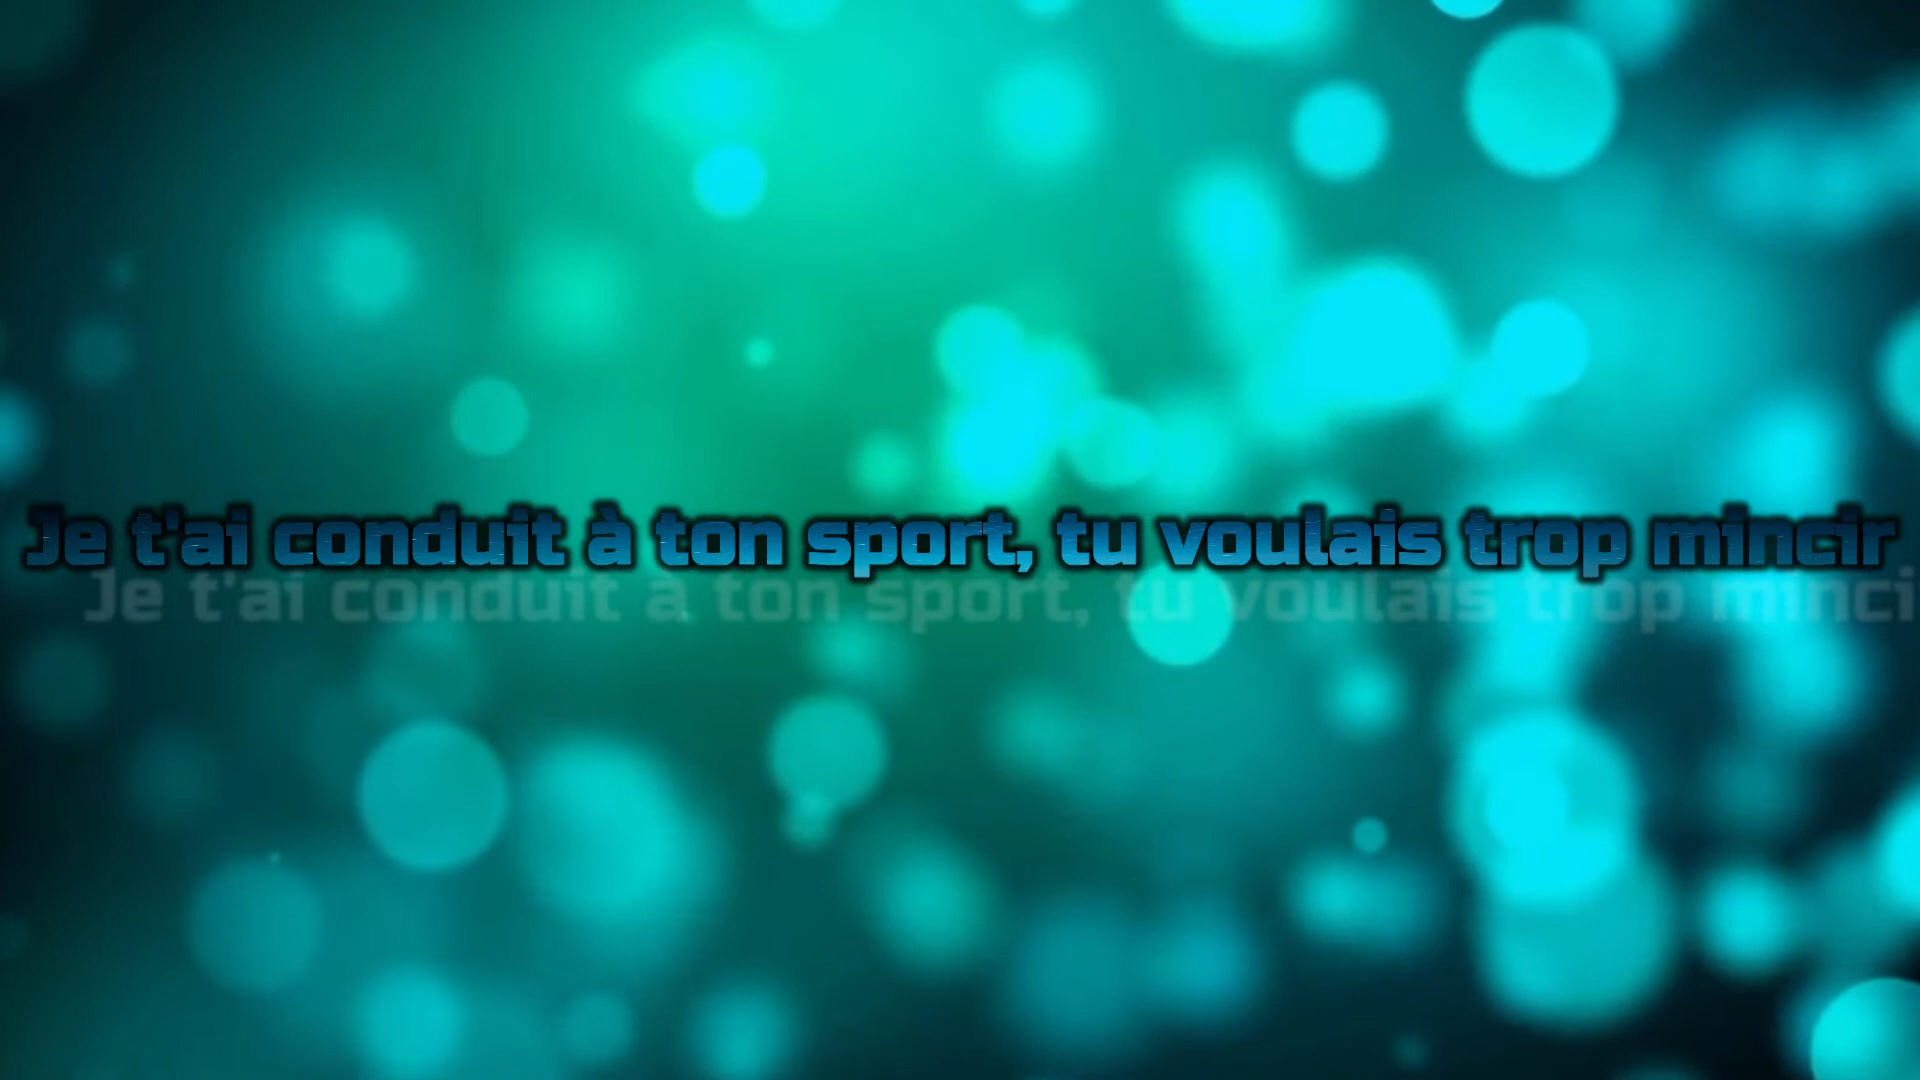 Je t'ai conduit à ton sport, tu voulais trop mincir
Je t'ai conduit à ton sport, tu voulais trop minci